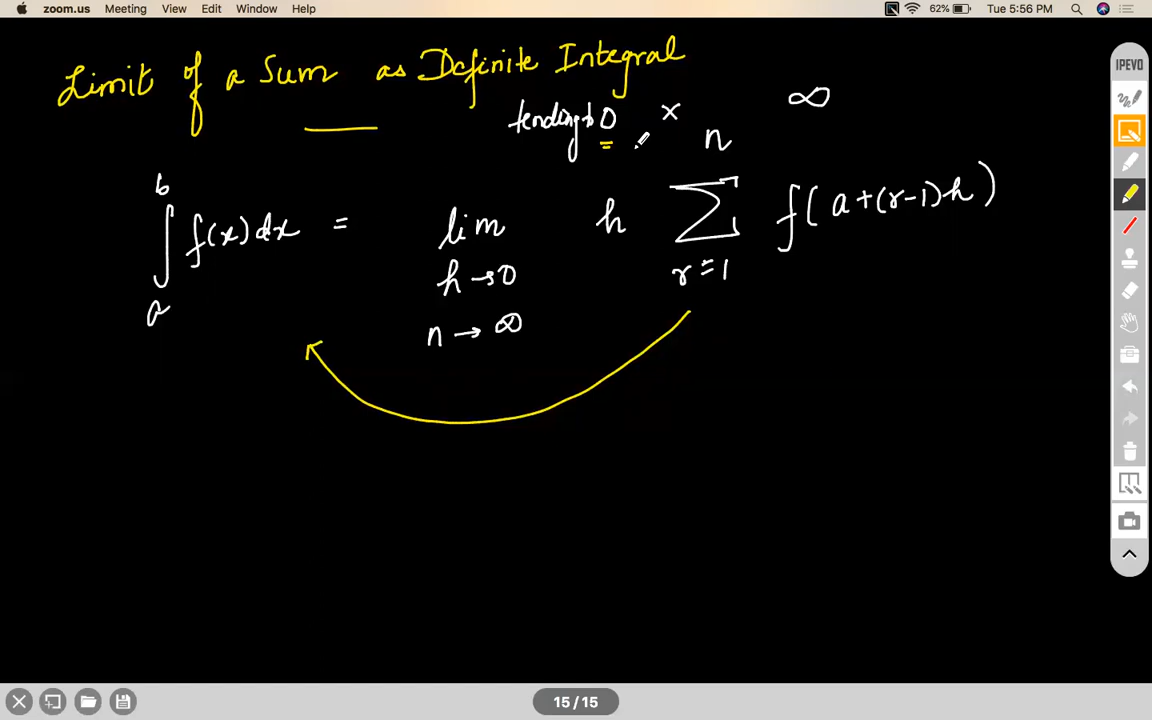 zoom.us Meeting View Edit Window Help 62% Tue 5:56 PM
Limit of a Sum as Definite Integral
IPEVO
tending to 0 × ∞
n
b
∫ f(x) dx = lim h ∑ f(a+(r-1)h)
a
h→0 r=1
n→∞
15/15